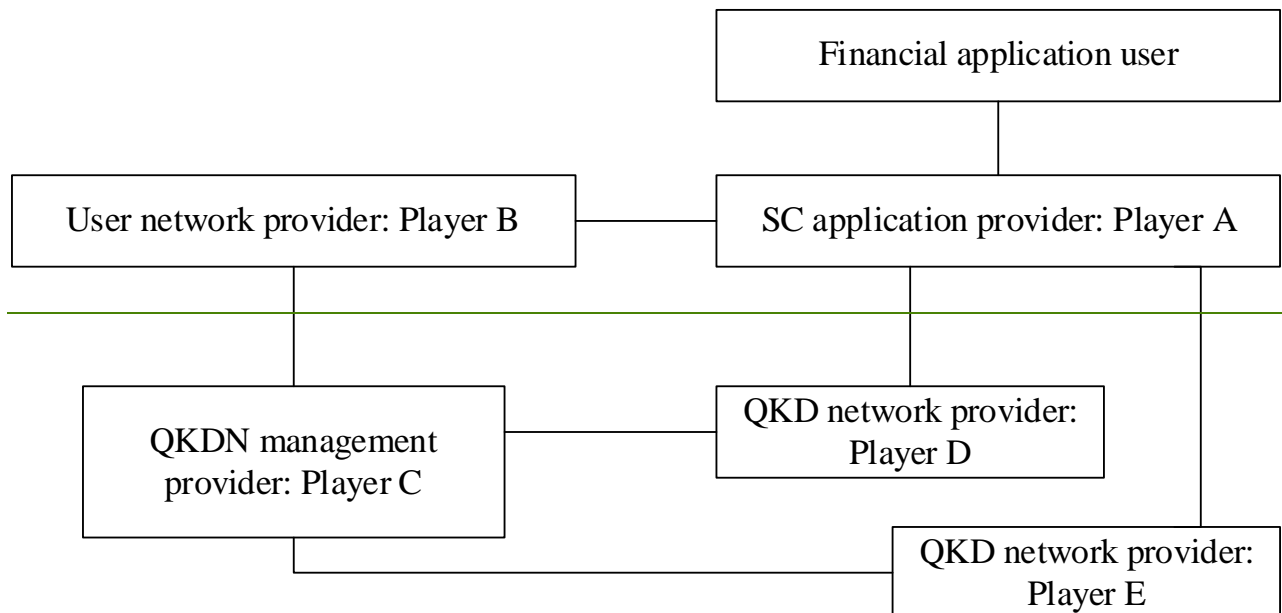 Financial application user
User network provider: Player B
SC application provider: Player A
QKDN management
provider: Player C
QKD network provider:
Player D
QKD network provider:
Player E